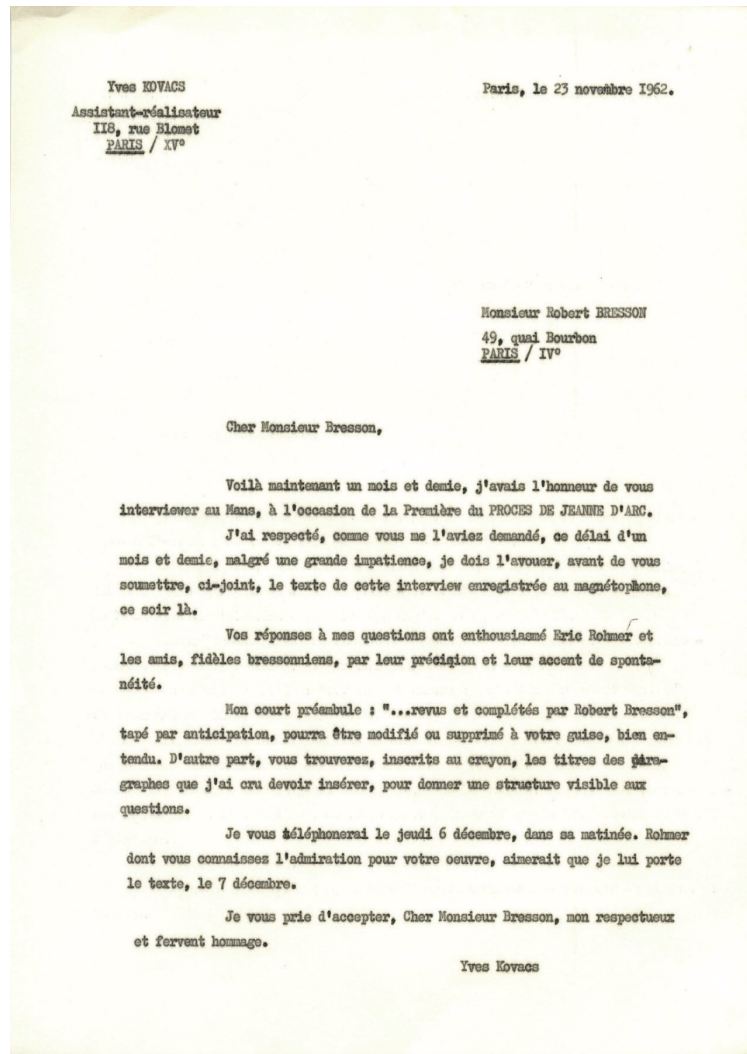 Yves KOVACS
Paris, le 23 novembre I962.
Assistant-réalisateur
II8, rue Blomet
PARIS / XV°
Monsieur Robert BRESSON
49, quai Bourbon
PARIS / IV°
Cher Monsieur Bresson,
Voilà maintenant un mois et demie, j'avais l'honneur de vous
interviewer au Mans, à l'occasion de la Première du PROCES DE JEANNE D'ARC.
J'ai respecté, comme vous me l'aviez demandé, ce délai d'un
mois et demie, malgré une grande impatience, je dois l'avouer, avant de vous
soumettre, ci-joint, le texte de cette interview enregistrée au magnétophone,
ce soir là.
Vos réponses à mes questions ont enthousiasmé Eric Rohmer et
les amis, fidèles bressonniens, par leur précision et leur accent de sponta-
néité.
Mon court préambule : "...revus et complétés par Robert Bresson",
tapé par anticipation, pourra être modifié ou supprimé à votre guise, bien en-
tendu. D'autre part, vous trouverez, inscrits au crayon, les titres des para-
graphes que j'ai cru devoir insérer, pour donner une structure visible aux
questions.
Je vous téléphonerai le jeudi 6 décembre, dans sa matinée. Rohmer
dont vous connaissez l'admiration pour votre oeuvre, aimerait que je lui porte
le texte, le 7 décembre.
Je vous prie d'accepter, Cher Monsieur Bresson, mon respectueux
et fervent hommage.
Yves Kovacs